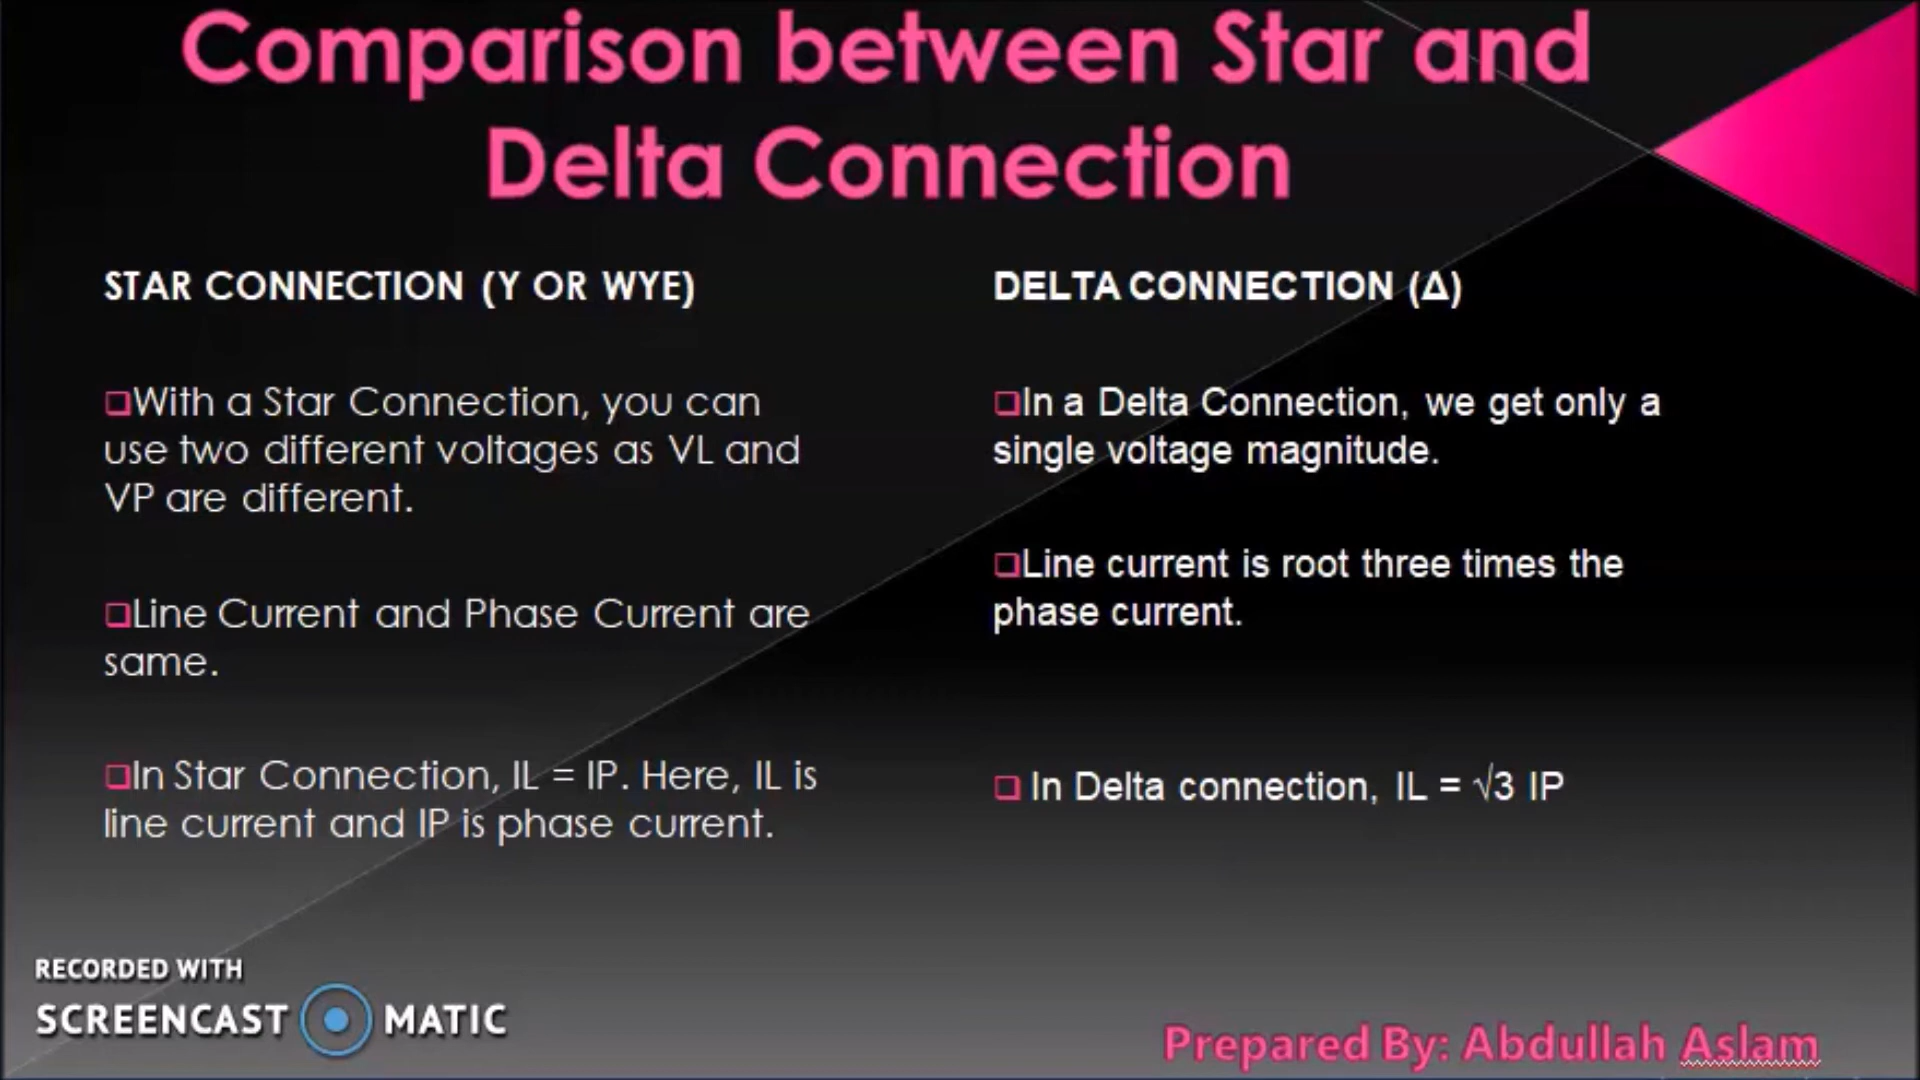 Comparison between Star and
Delta Connection
STAR CONNECTION (Y OR WYE)
❑With a Star Connection, you can
use two different voltages as VL and
VP are different.
❑Line Current and Phase Current are
same.
❑In Star Connection, IL = IP. Here, IL is
line current and IP is phase current.
DELTA CONNECTION (Δ)
❑In a Delta Connection, we get only a
single voltage magnitude.
❑Line current is root three times the
phase current.
❑ In Delta connection, IL = √3 IP
RECORDED WITH
SCREENCAST MATIC
Prepared By: Abdullah Aslam